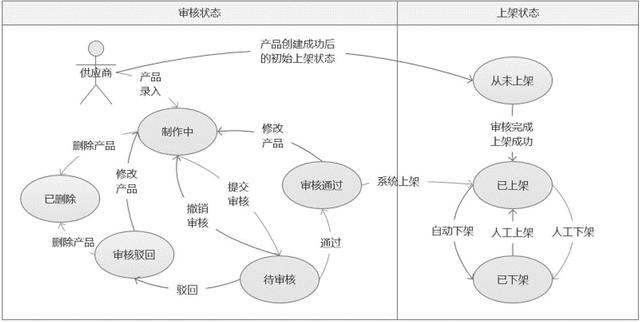 审核状态
上架状态
供应商
产品创建成功后
的初始上架状态
从未上架
产品
录入
制作中
修改
产品
审核完成
上架成功
删除产品
修改
产品
提交
审核
撤销
审核
审核通过
系统上架
已上架
已删除
删除产品
审核驳回
通过
自动下架
人工上架
人工下架
驳回
待审核
已下架